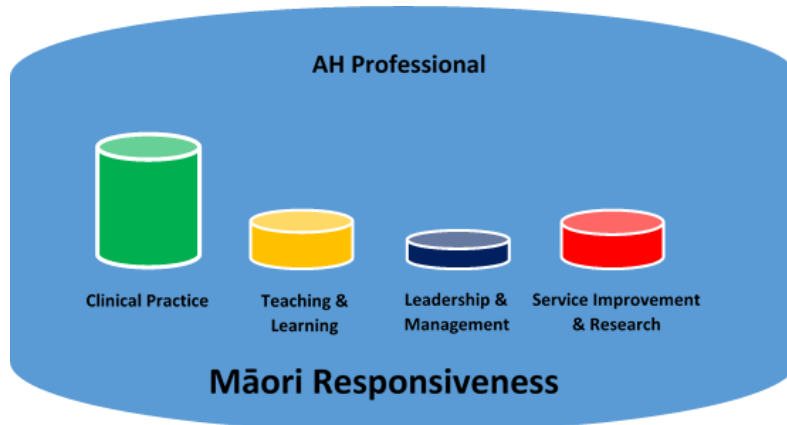 AH Professional
Clinical Practice
Teaching &
Learning
Leadership &
Management
Service Improvement
& Research
Māori Responsiveness